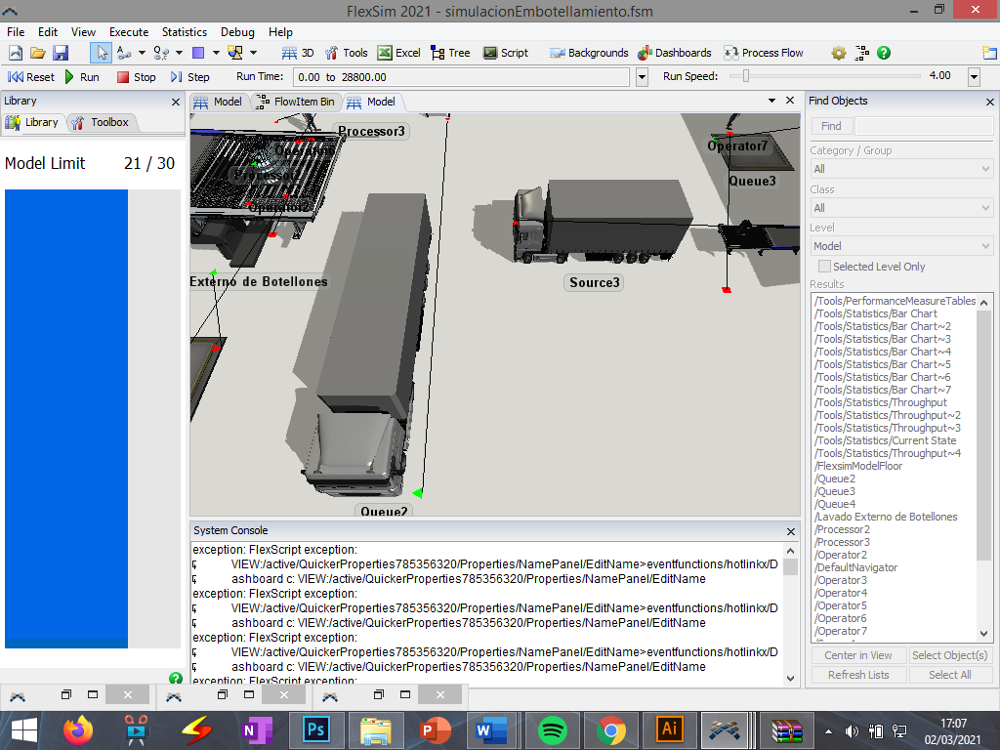 FlexSim 2021 - simulacionEmbotellamiento.fsm
File Edit View Execute Statistics Debug Help
3D Tools Excel Tree Script Backgrounds Dashboards Process Flow
Reset Run Stop Step Run Time: 0.00 to 28800.00 Run Speed: 4.00
Library
Library Toolbox
Model Limit 21 / 30
Model FlowItem Bin Model
Processor3
Operator2
Externo de Botellones
Queue2
Source3
Operator7
Queue3
System Console
exception: FlexScript exception:
VIEW:/active/QuickerProperties785356320/Properties/NamePanel/EditName>eventfunctions/hotlinkx/D
ashboard c: VIEW:/active/QuickerProperties785356320/Properties/NamePanel/EditName
exception: FlexScript exception:
VIEW:/active/QuickerProperties785356320/Properties/NamePanel/EditName>eventfunctions/hotlinkx/D
ashboard c: VIEW:/active/QuickerProperties785356320/Properties/NamePanel/EditName
exception: FlexScript exception:
VIEW:/active/QuickerProperties785356320/Properties/NamePanel/EditName>eventfunctions/hotlinkx/D
ashboard c: VIEW:/active/QuickerProperties785356320/Properties/NamePanel/EditName
exception: FlexScript exception:
Find Objects
Find
Category / Group
All
Class
All
Level
Model
Selected Level Only
Results
/Tools/PerformanceMeasureTables
/Tools/Statistics/Bar Chart
/Tools/Statistics/Bar Chart~2
/Tools/Statistics/Bar Chart~3
/Tools/Statistics/Bar Chart~4
/Tools/Statistics/Bar Chart~5
/Tools/Statistics/Bar Chart~6
/Tools/Statistics/Bar Chart~7
/Tools/Statistics/Throughput
/Tools/Statistics/Throughput~2
/Tools/Statistics/Throughput~3
/Tools/Statistics/Current State
/Tools/Statistics/Throughput~4
/FlexsimModelFloor
/Queue2
/Queue3
/Queue4
/Lavado Externo de Botellones
/Processor2
/Processor3
/Operator2
/DefaultNavigator
/Operator3
/Operator4
/Operator5
/Operator6
/Operator7
Center in View Select Object(s)
Refresh Lists Select All
17:07
02/03/2021